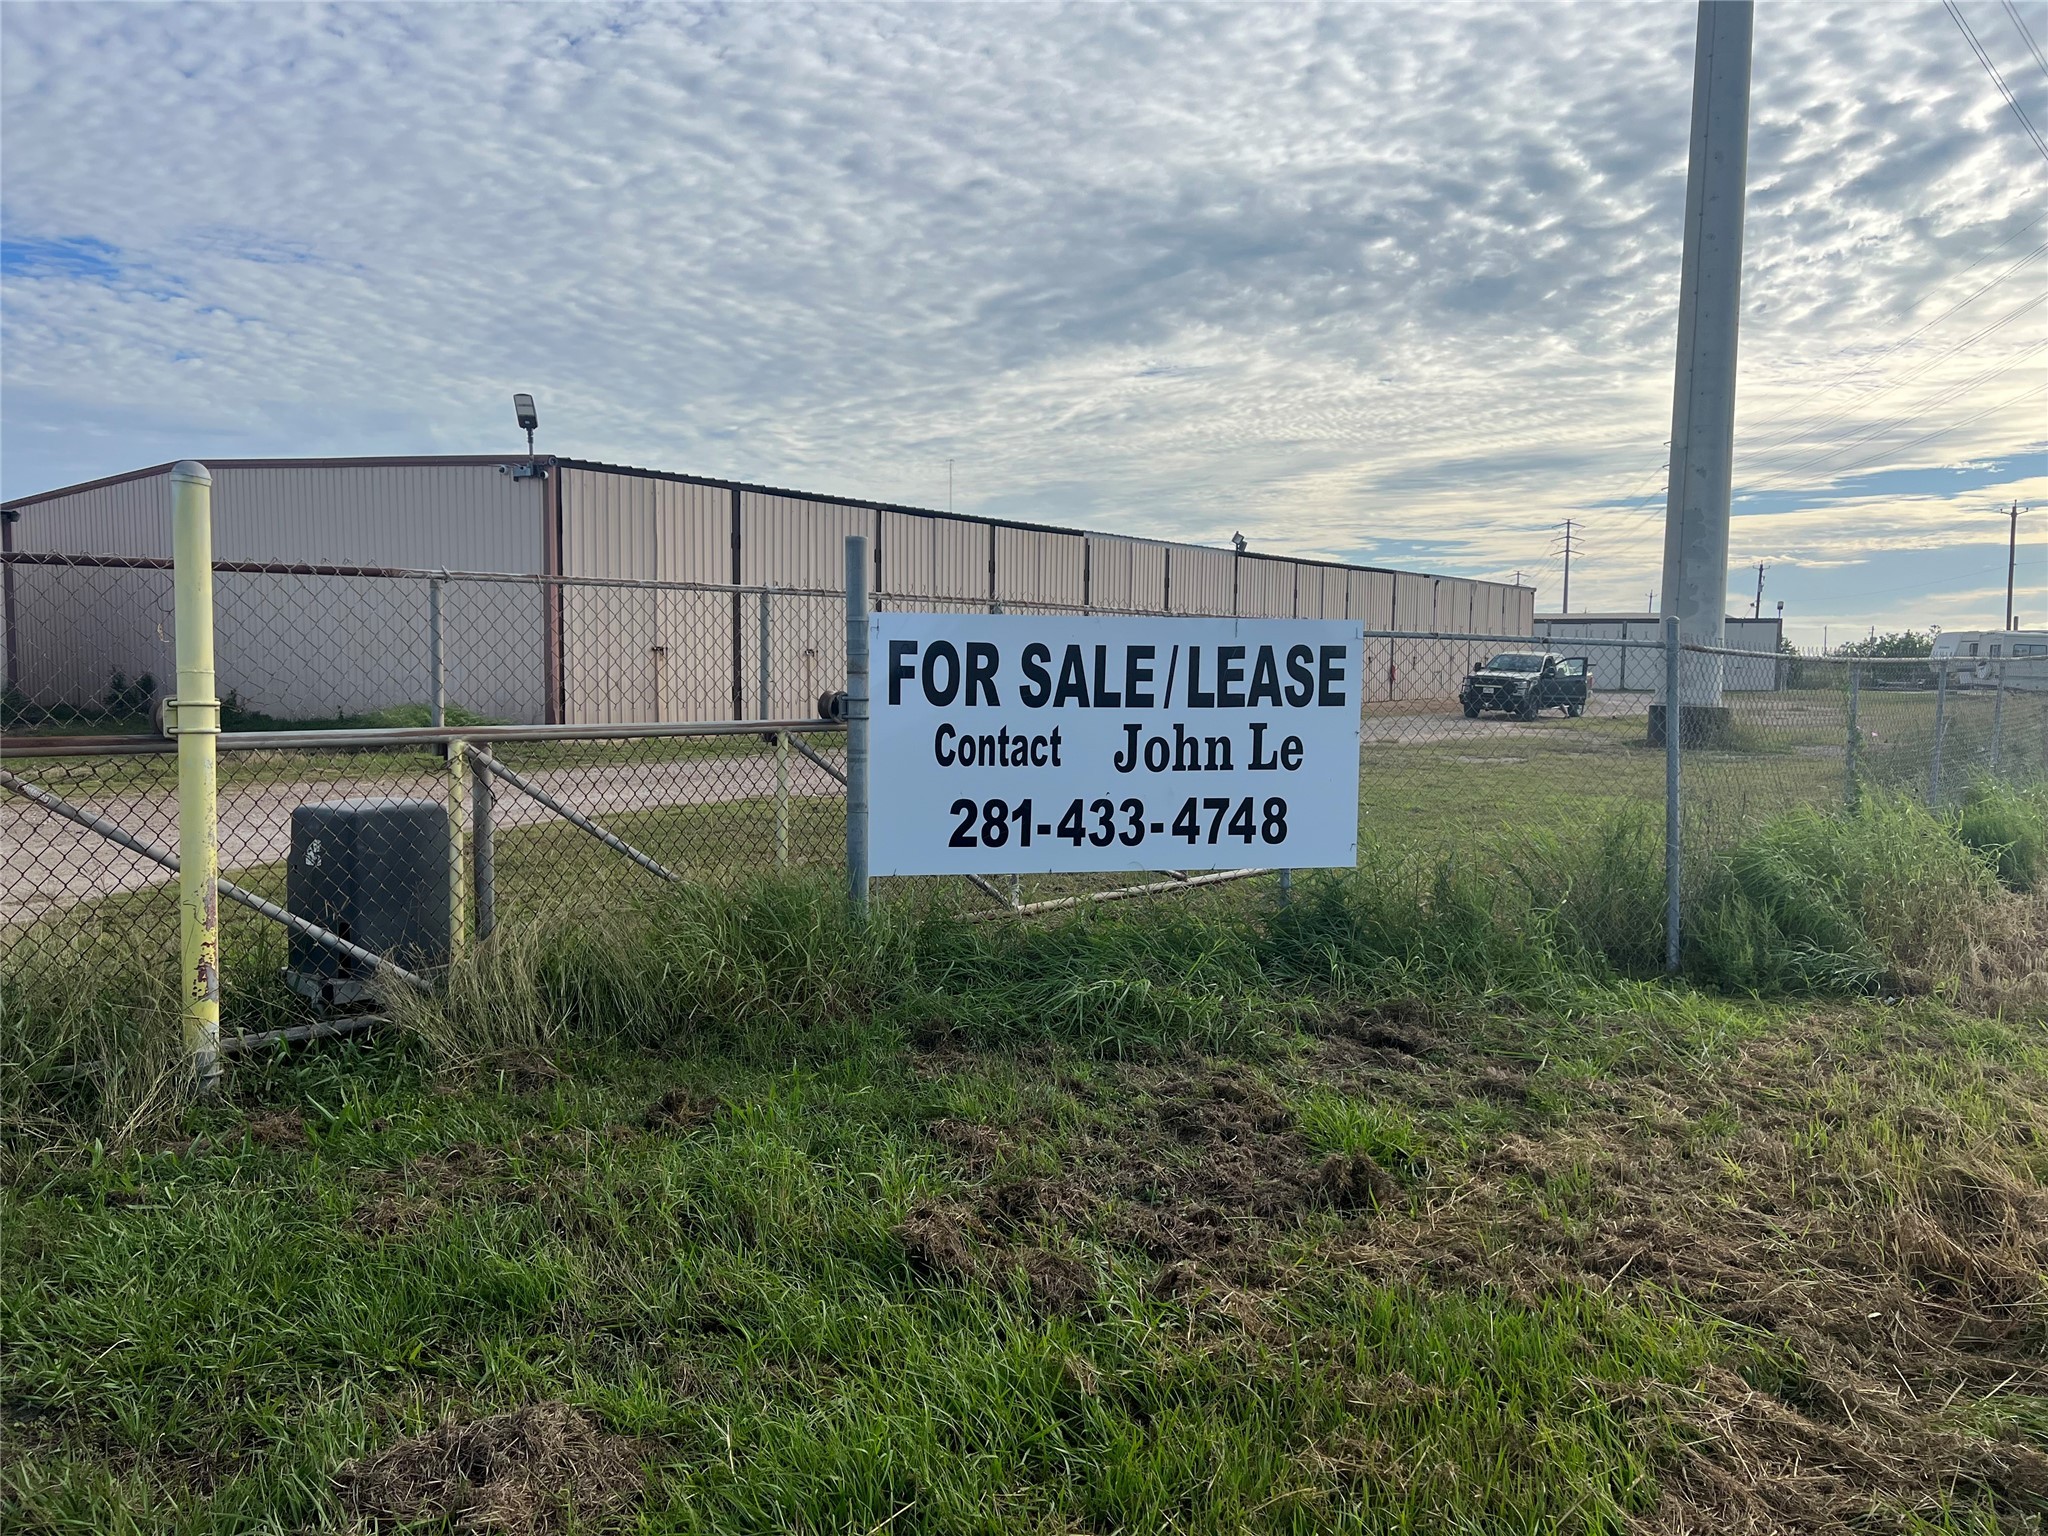 FOR SALE/LEASE
Contact John Le
281-433-4748